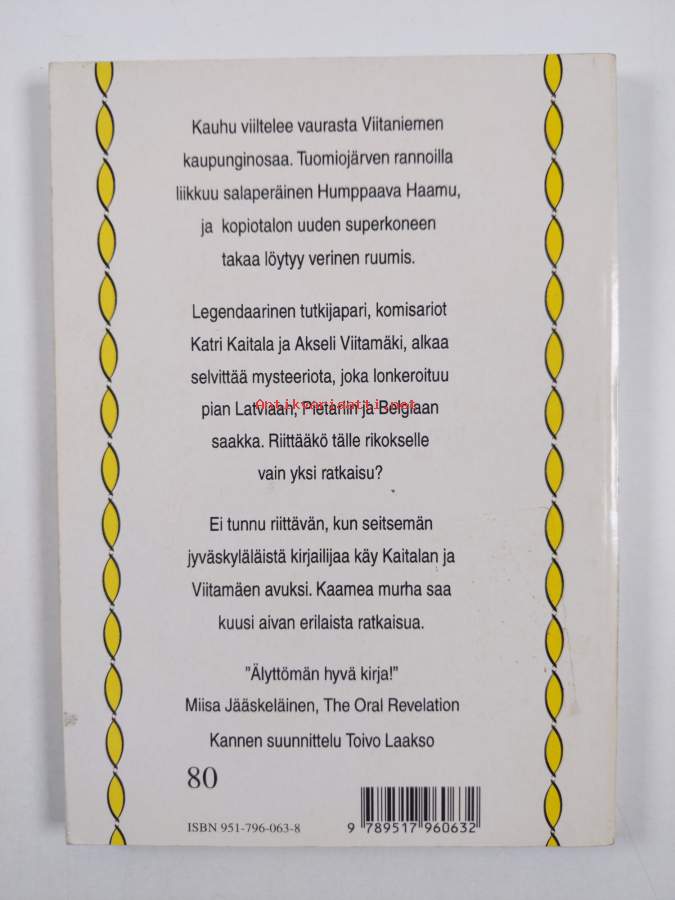 Kauhu viiltelee vaurasta Viitaniemen
kaupunginosaa. Tuomiojärven rannoilla
liikkuu salaperäinen Humppaava Haamu,
ja kopiotalon uuden superkoneen
takaa löytyy verinen ruumis.
Legendaarinen tutkijapari, komisariot
Katri Kaitala ja Akseli Viitamäki, alkaa
selvittää mysteeriota, joka lonkeroituu
pian Latviaan, Pietariin ja Belgiaan
Antikvariaatti.net
saakka. Riittääkö tälle rikokselle
vain yksi ratkaisu?
Ei tunnu riittävän, kun seitsemän
jyväskyläläistä kirjailijaa käy Kaitalan ja
Viitamäen avuksi. Kaamea murha saa
kuusi aivan erilaista ratkaisua.
"Älyttömän hyvä kirja!"
Miisa Jääskeläinen, The Oral Revelation
Kannen suunnittelu Toivo Laakso
80
ISBN 951-796-063-8
9 789517 960632